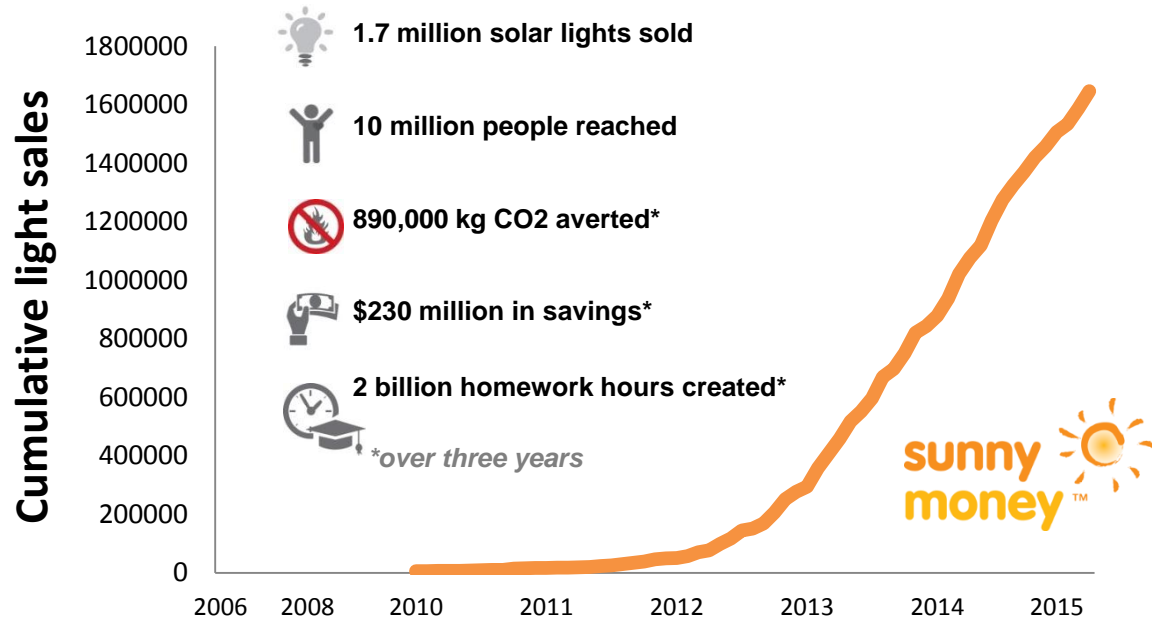 Cumulative light sales
1800000
1600000
1400000
1200000
1000000
800000
600000
400000
200000
0
1.7 million solar lights sold
10 million people reached
890,000 kg CO2 averted*
$230 million in savings*
2 billion homework hours created*
*over three years
sunny
money™
2006 2008 2010 2011 2012 2013 2014 2015